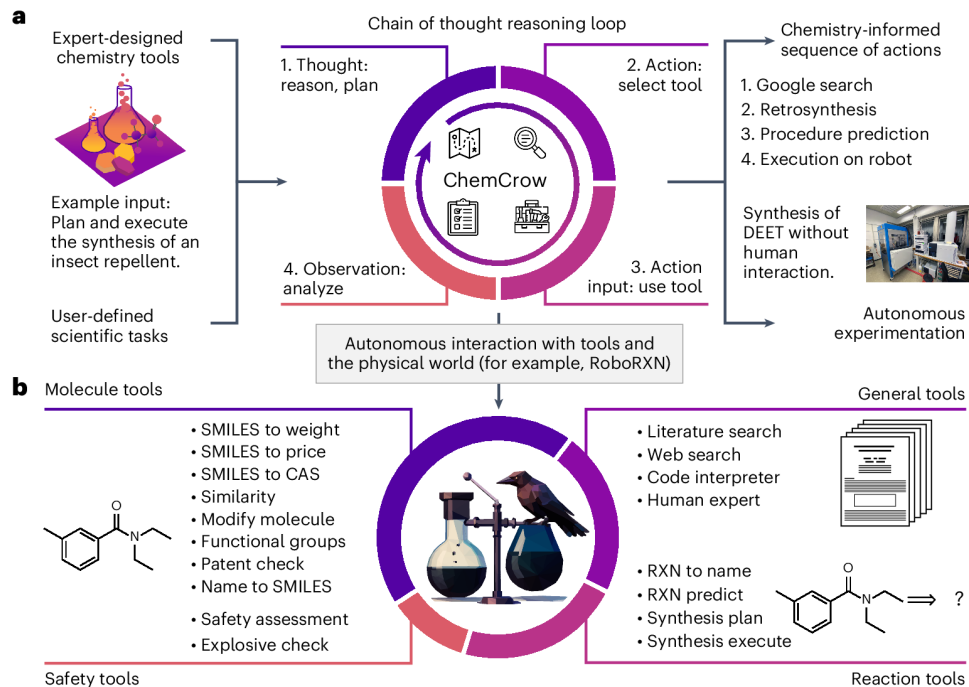 a
Chain of thought reasoning loop
Expert-designed
chemistry tools
Example input:
Plan and execute
the synthesis of an
insect repellent.
User-defined
scientific tasks
1. Thought:
reason, plan
2. Action:
select tool
ChemCrow
4. Observation:
analyze
3. Action
input: use tool
Chemistry-informed
sequence of actions
1. Google search
2. Retrosynthesis
3. Procedure prediction
4. Execution on robot
Synthesis of
DEET without
human
interaction.
Autonomous
experimentation
Autonomous interaction with tools and
the physical world (for example, RoboRXN)
b
Molecule tools
• SMILES to weight
• SMILES to price
• SMILES to CAS
• Similarity
• Modify molecule
• Functional groups
• Patent check
• Name to SMILES
O
N
• Safety assessment
• Explosive check
Safety tools
General tools
• Literature search
• Web search
• Code interpreter
• Human expert
• RXN to name
• RXN predict
• Synthesis plan
• Synthesis execute
O
N
?
Reaction tools